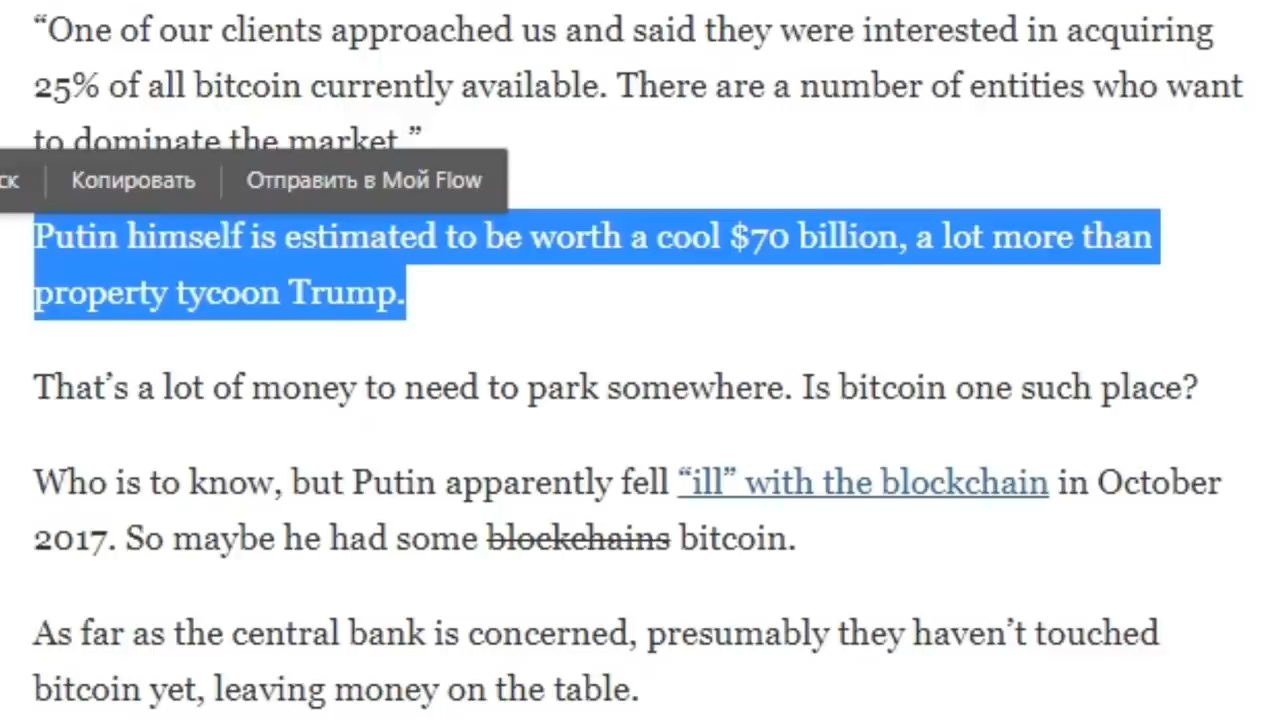 “One of our clients approached us and said they were interested in acquiring
25% of all bitcoin currently available. There are a number of entities who want
to dominate the market.”
ск Копировать Отправить в Мой Flow
Putin himself is estimated to be worth a cool $70 billion, a lot more than
property tycoon Trump.
That’s a lot of money to need to park somewhere. Is bitcoin one such place?
Who is to know, but Putin apparently fell “ill” with the blockchain in October
2017. So maybe he had some blockchains bitcoin.
As far as the central bank is concerned, presumably they haven’t touched
bitcoin yet, leaving money on the table.